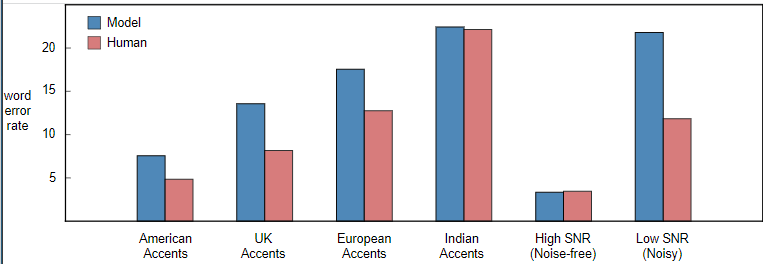 Model
Human
20
15
10
5
word
error
rate
American
Accents
UK
Accents
European
Accents
Indian
Accents
High SNR
(Noise-free)
Low SNR
(Noisy)